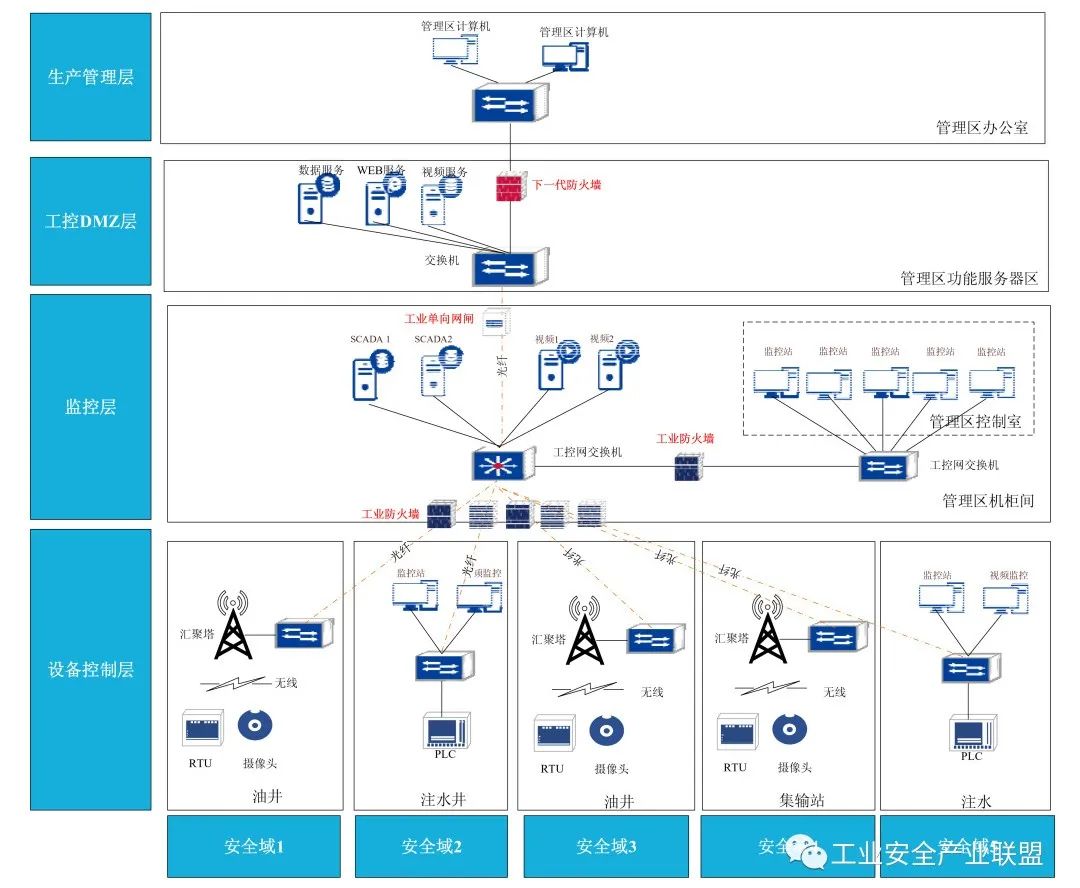 生产管理层
管理区计算机
管理区计算机
管理区办公室
工控DMZ层
数据服务
WEB服务
视频服务
下一代防火墙
交换机
管理区功能服务器区
监控层
工业单向网闸
SCADA 1
SCADA2
视频1
视频2
光纤
监控站
监控站
监控站
监控站
监控站
管理区控制室
工控网交换机
工业防火墙
工控网交换机
管理区机柜间
工业防火墙
设备控制层
光纤
光纤
光纤
光纤
光纤
汇聚塔
无线
RTU
摄像头
油井
监控站
频监控
PLC
注水井
汇聚塔
无线
RTU
摄像头
油井
汇聚塔
无线
RTU
摄像头
集输站
监控站
视频监控
PLC
注水
安全域1
安全域2
安全域3
安全
安全域
工业安全产业联盟